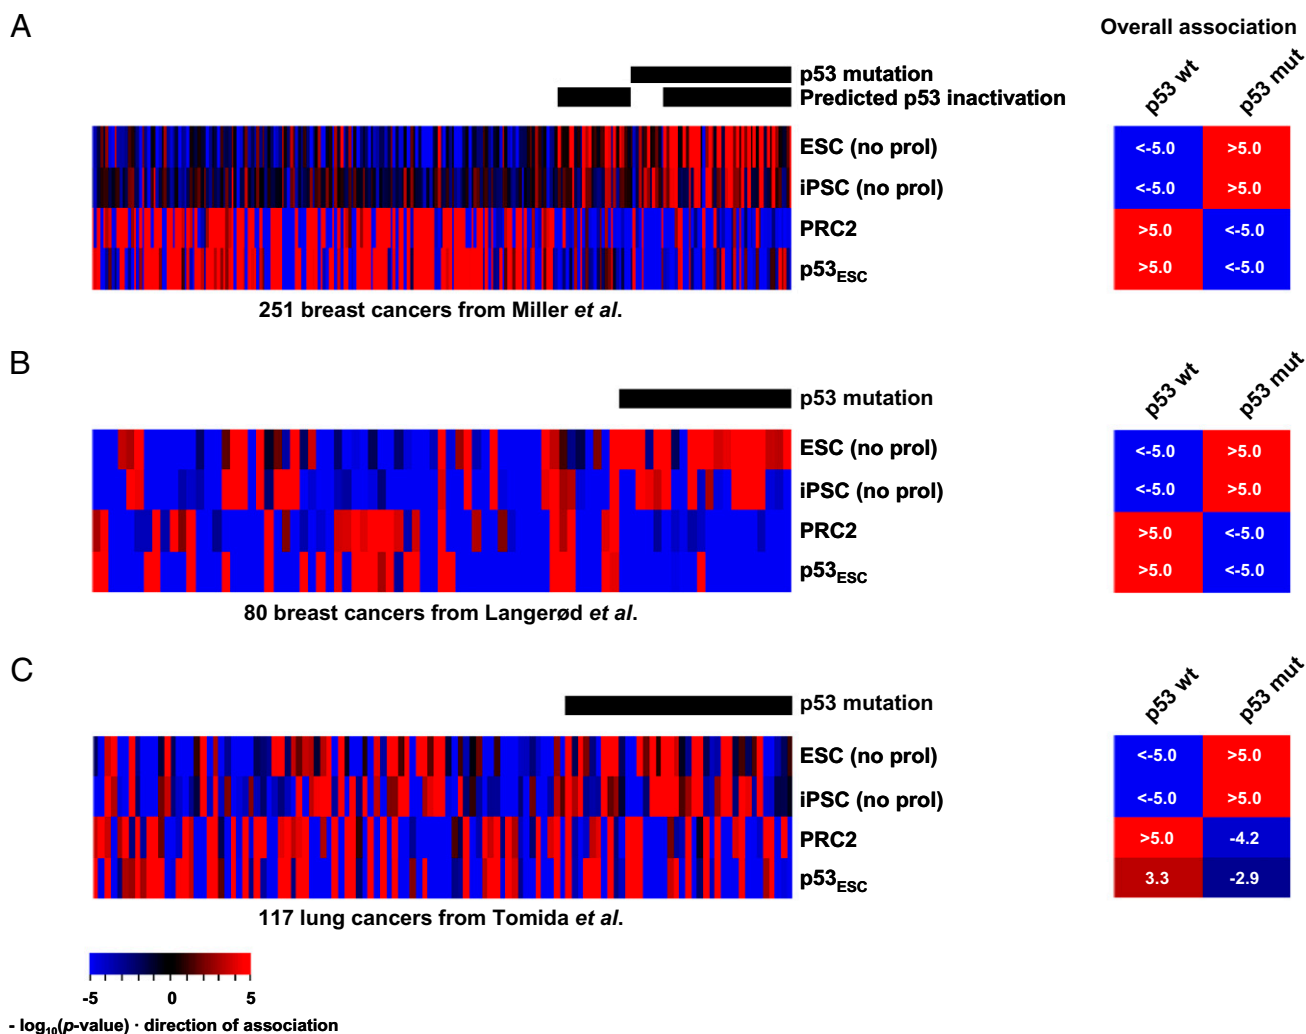 A
Overall association
p53 wt
p53 mut
p53 mutation
Predicted p53 inactivation
ESC (no prol)
<-5.0
>5.0
iPSC (no prol)
<-5.0
>5.0
PRC2
>5.0
<-5.0
p53ESC
>5.0
<-5.0
251 breast cancers from Miller et al.
B
p53 wt
p53 mut
p53 mutation
ESC (no prol)
<-5.0
>5.0
iPSC (no prol)
<-5.0
>5.0
PRC2
>5.0
<-5.0
p53ESC
>5.0
<-5.0
80 breast cancers from Langerød et al.
C
p53 wt
p53 mut
p53 mutation
ESC (no prol)
<-5.0
>5.0
iPSC (no prol)
<-5.0
>5.0
PRC2
>5.0
-4.2
p53ESC
3.3
-2.9
117 lung cancers from Tomida et al.
-5 0 5
- log10(p-value) · direction of association